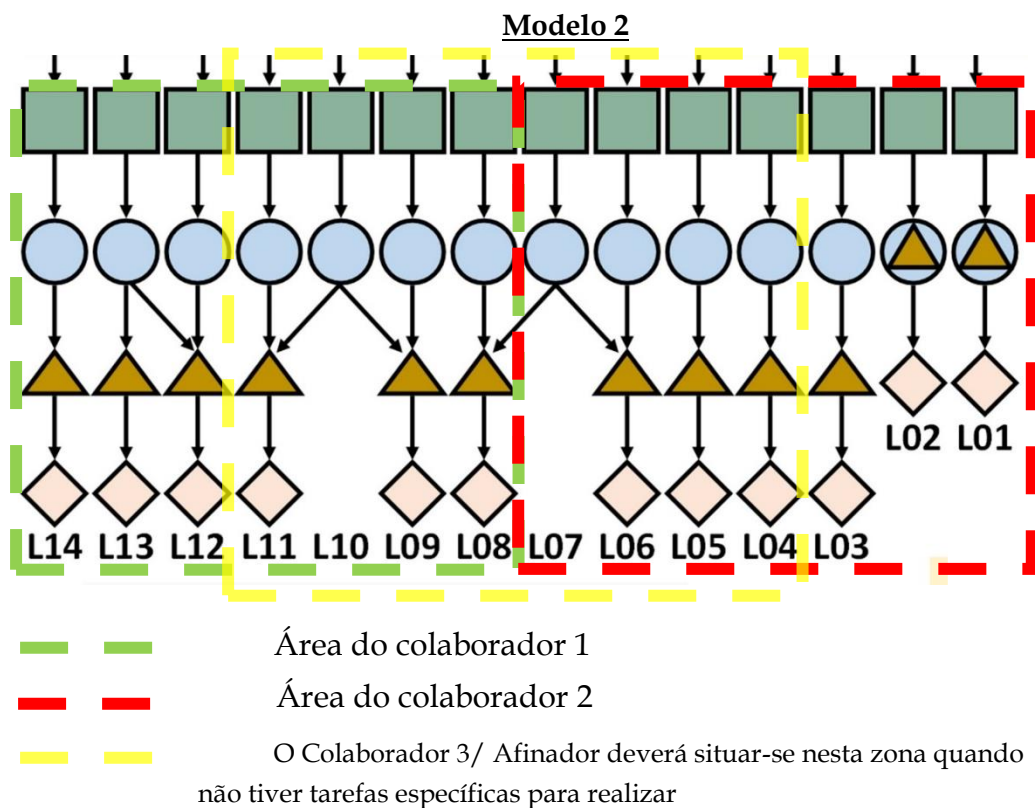 Modelo 2
L02 L01
L14 L13 L12 L11 L10 L09 L08 L07 L06 L05 L04 L03
Área do colaborador 1
Área do colaborador 2
O Colaborador 3/ Afinador deverá situar-se nesta zona quando
não tiver tarefas específicas para realizar